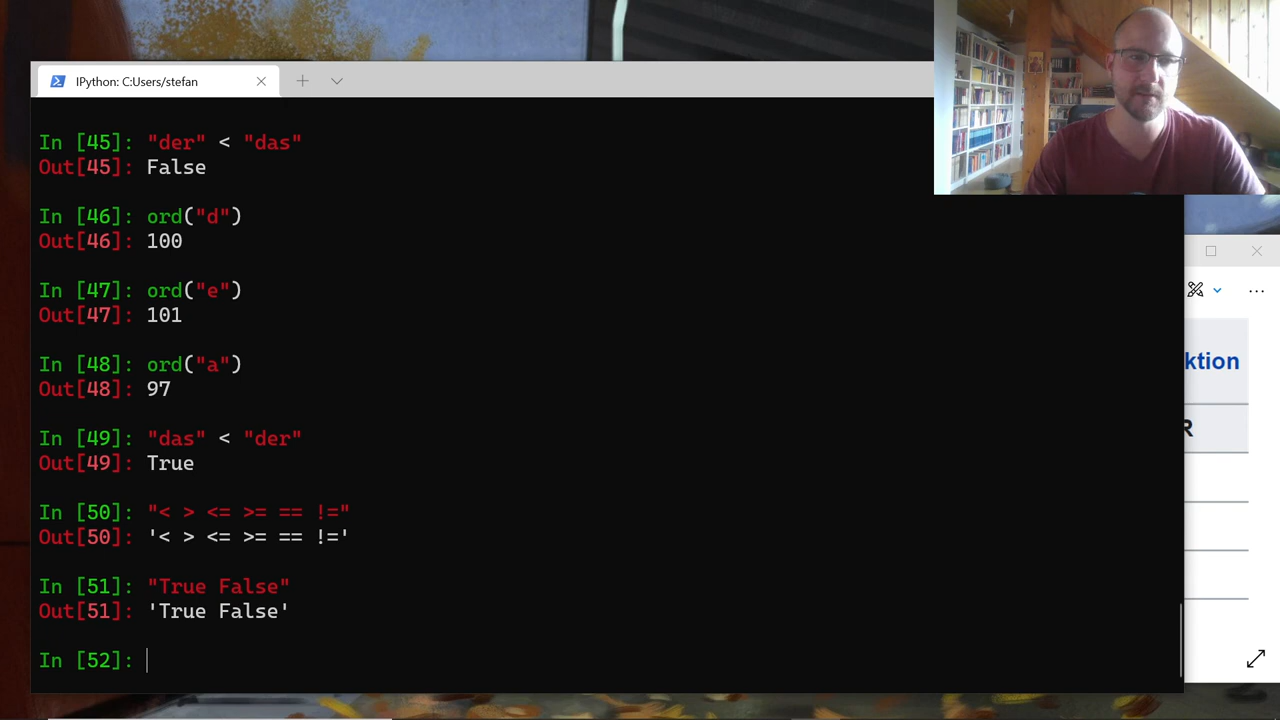 IPython: C:Users/stefan
In [45]: "der" < "das"
Out[45]: False
In [46]: ord("d")
Out[46]: 100
In [47]: ord("e")
Out[47]: 101
In [48]: ord("a")
Out[48]: 97
In [49]: "das" < "der"
Out[49]: True
In [50]: "< > <= >= == !="
Out[50]: '< > <= >= == !='
In [51]: "True False"
Out[51]: 'True False'
In [52]:
ktion
R